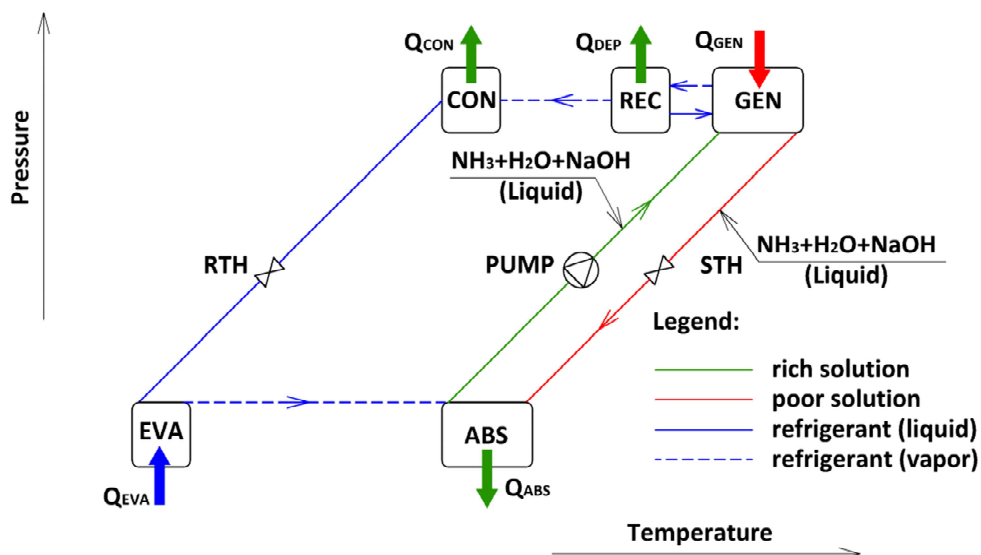 Pressure
QCON
QDEP
QGEN
CON
REC
GEN
NH₃+H₂O+NaOH
(Liquid)
NH₃+H₂O+NaOH
(Liquid)
RTH
PUMP
STH
Legend:
rich solution
poor solution
refrigerant (liquid)
refrigerant (vapor)
EVA
ABS
QEVA
QABS
Temperature